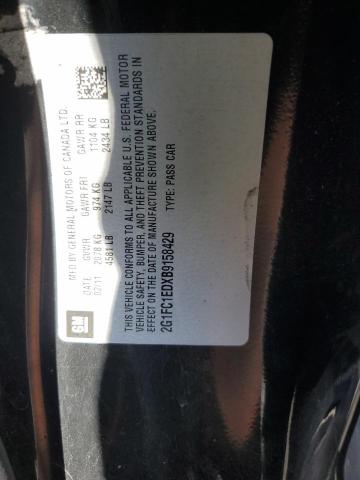 GM
MFD BY GENERAL MOTORS OF CANADA LTD.
DATE GVWR GAWR FRT GAWR RR
02/11 2078 KG 974 KG 1104 KG
4581 LB 2147 LB 2434 LB
THIS VEHICLE CONFORMS TO ALL APPLICABLE U.S. FEDERAL MOTOR
VEHICLE SAFETY, BUMPER, AND THEFT PREVENTION STANDARDS IN
EFFECT ON THE DATE OF MANUFACTURE SHOWN ABOVE.
2G1FC1EDXB9158429 TYPE: PASS CAR